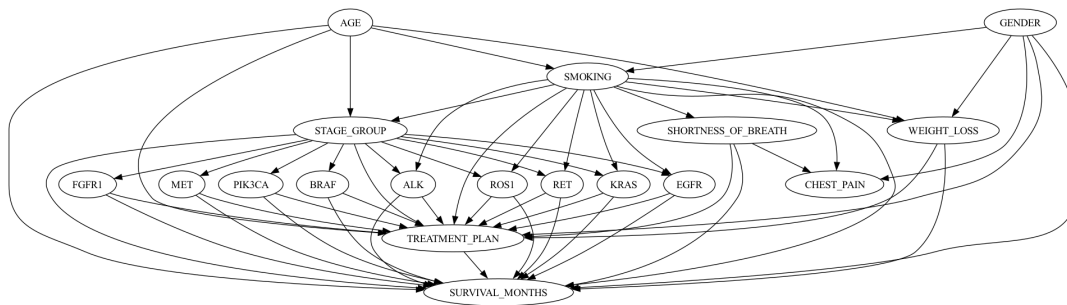 AGE GENDER
SMOKING
STAGE_GROUP SHORTNESS_OF_BREATH WEIGHT_LOSS
FGFR1 MET PIK3CA BRAF ALK ROS1 RET KRAS EGFR CHEST_PAIN
TREATMENT_PLAN
SURVIVAL_MONTHS